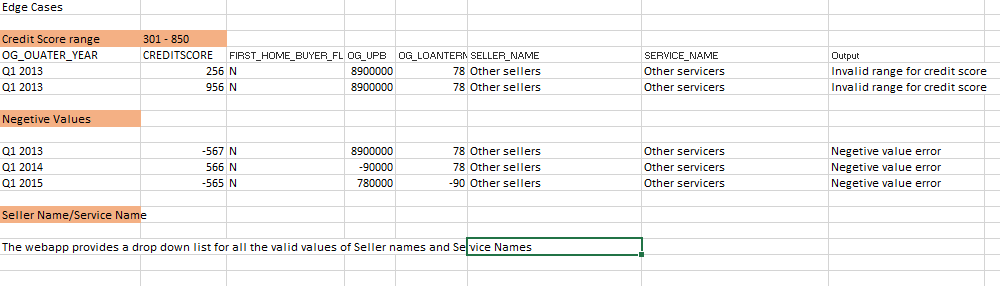 Edge Cases
Credit Score range 301 - 850
OG_QUATER_YEAR CREDITSCORE FIRST_HOME_BUYER_FL OG_UPB OG_LOANTERM SELLER_NAME SERVICE_NAME Output
Q1 2013 256 N 8900000 78 Other sellers Other servicers Invalid range for credit score
Q1 2013 956 N 8900000 78 Other sellers Other servicers Invalid range for credit score
Negetive Values
Q1 2013 -567 N 8900000 78 Other sellers Other servicers Negetive value error
Q1 2014 566 N -90000 78 Other sellers Other servicers Negetive value error
Q1 2015 -565 N 780000 -90 Other sellers Other servicers Negetive value error
Seller Name/Service Name
The webapp provides a drop down list for all the valid values of Seller names and Service Names